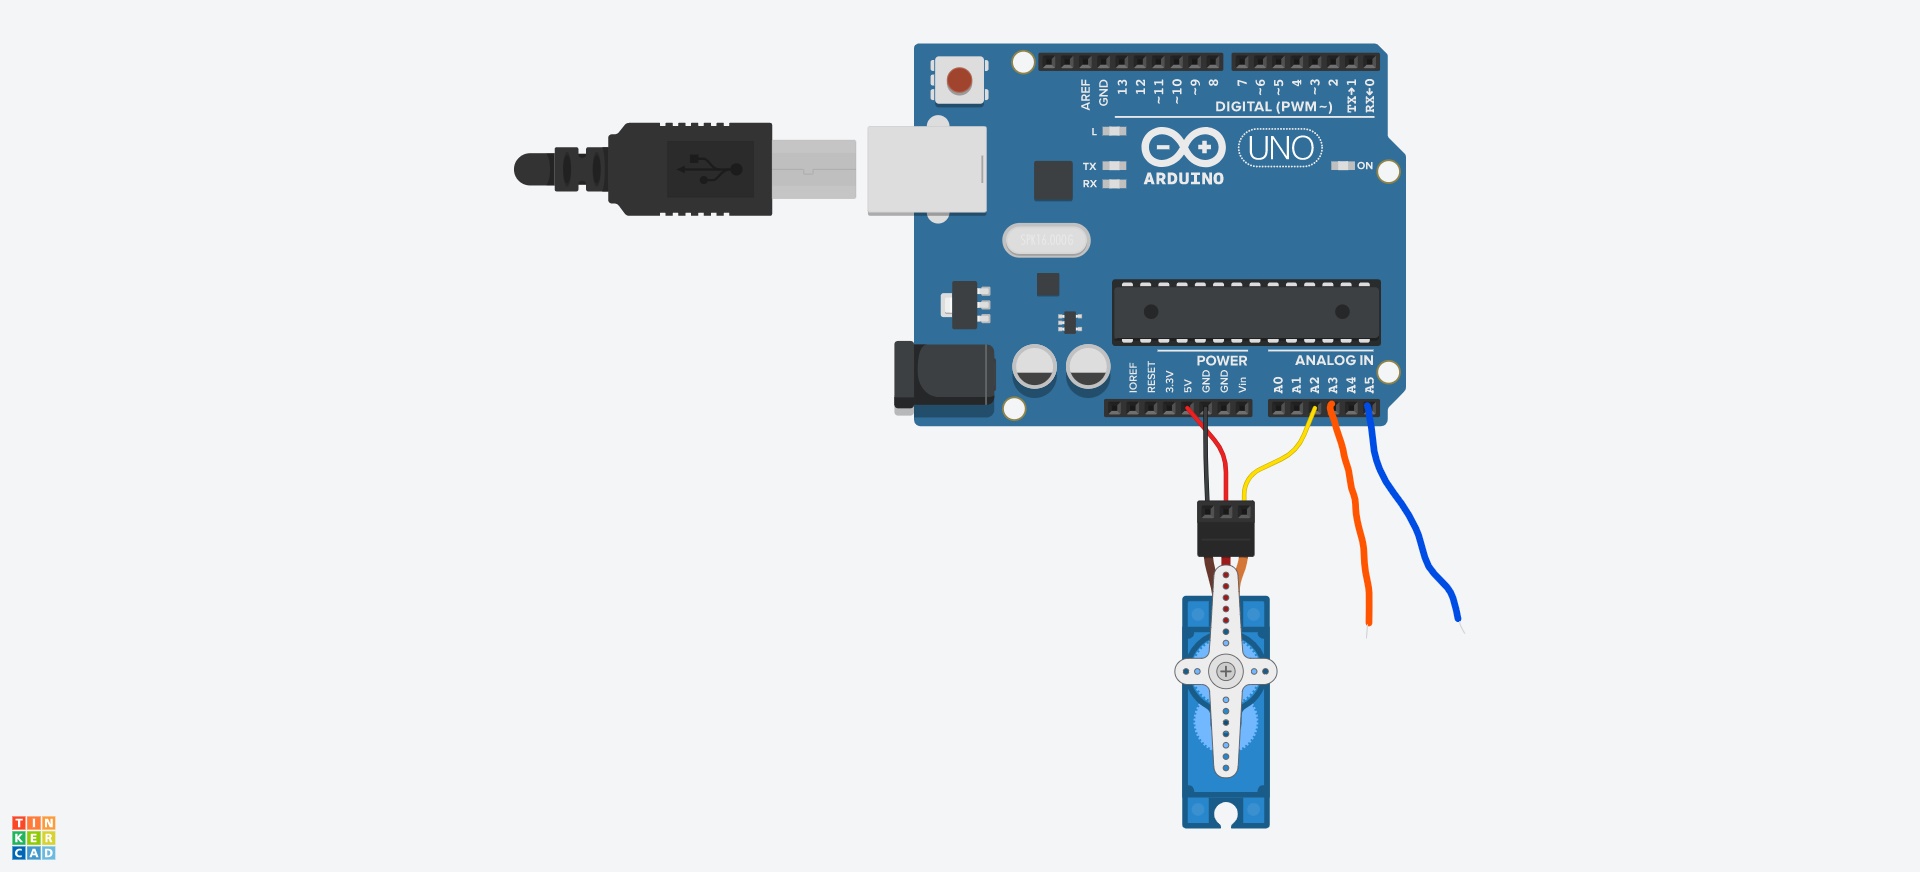 AREF
GND
13
12
~11
~10
~9
8
7
~6
~5
4
~3
2
TX→1
RX←0
DIGITAL (PWM~)
L
TX
RX
ARDUINO
UNO
ON
SPK16.000G
POWER
ANALOG IN
IOREF
RESET
3.3V
5V
GND
GND
Vin
A0
A1
A2
A3
A4
A5
TIN
KER
CAD